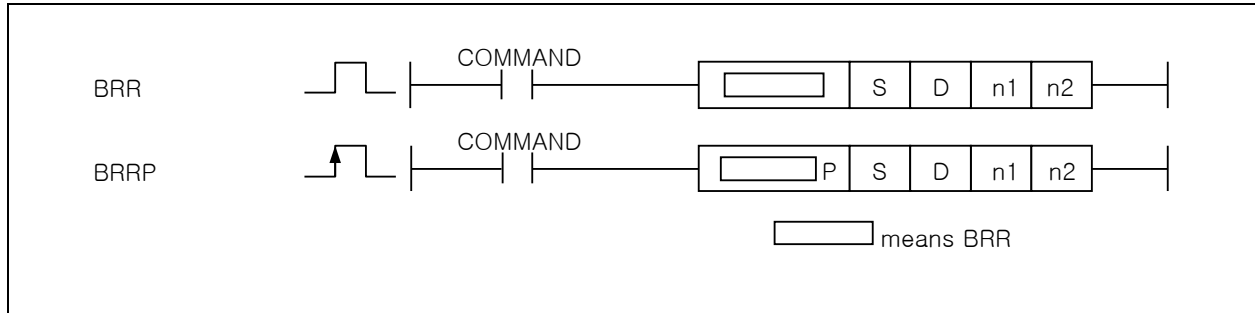 COMMAND
BRR S D n1 n2
COMMAND
BRRP P S D n1 n2
means BRR